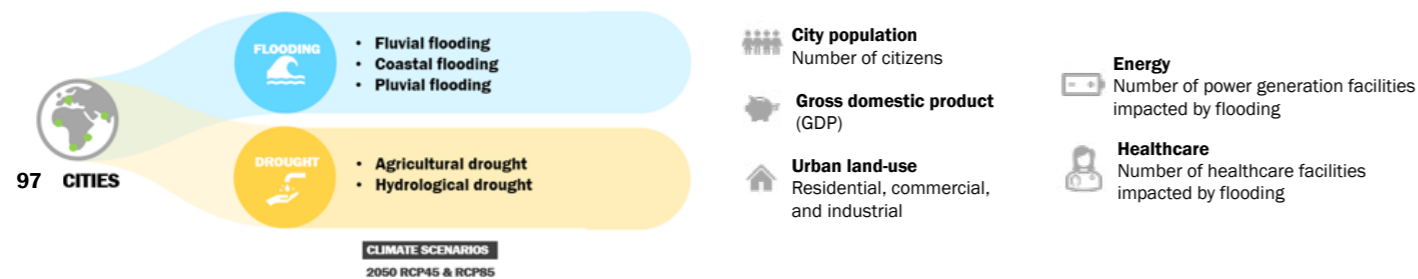 97 CITIES
FLOODING
• Fluvial flooding
• Coastal flooding
• Pluvial flooding
DROUGHT
• Agricultural drought
• Hydrological drought
CLIMATE SCENARIOS
2050 RCP45 & RCP85
City population
Number of citizens
Gross domestic product
(GDP)
Urban land-use
Residential, commercial,
and industrial
Energy
Number of power generation facilities
impacted by flooding
Healthcare
Number of healthcare facilities
impacted by flooding